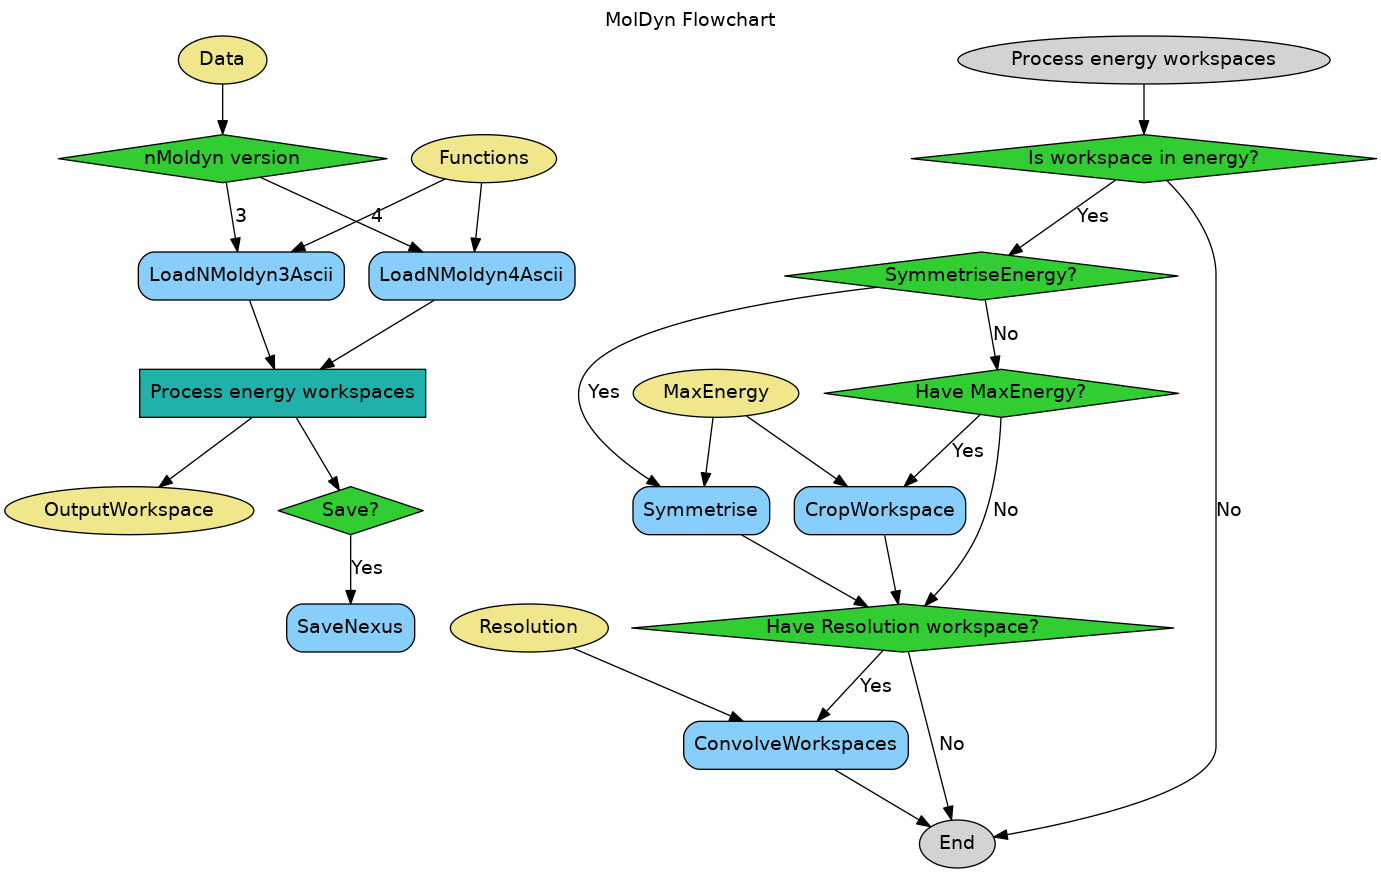 MolDyn Flowchart
Data
Process energy workspaces
nMoldyn version
Functions
Is workspace in energy?
3
4
Yes
LoadNMoldyn3Ascii
LoadNMoldyn4Ascii
SymmetriseEnergy?
No
Process energy workspaces
Yes
MaxEnergy
Have MaxEnergy?
Yes
OutputWorkspace
Save?
Symmetrise
CropWorkspace
No
No
Yes
SaveNexus
Resolution
Have Resolution workspace?
Yes
ConvolveWorkspaces
No
End